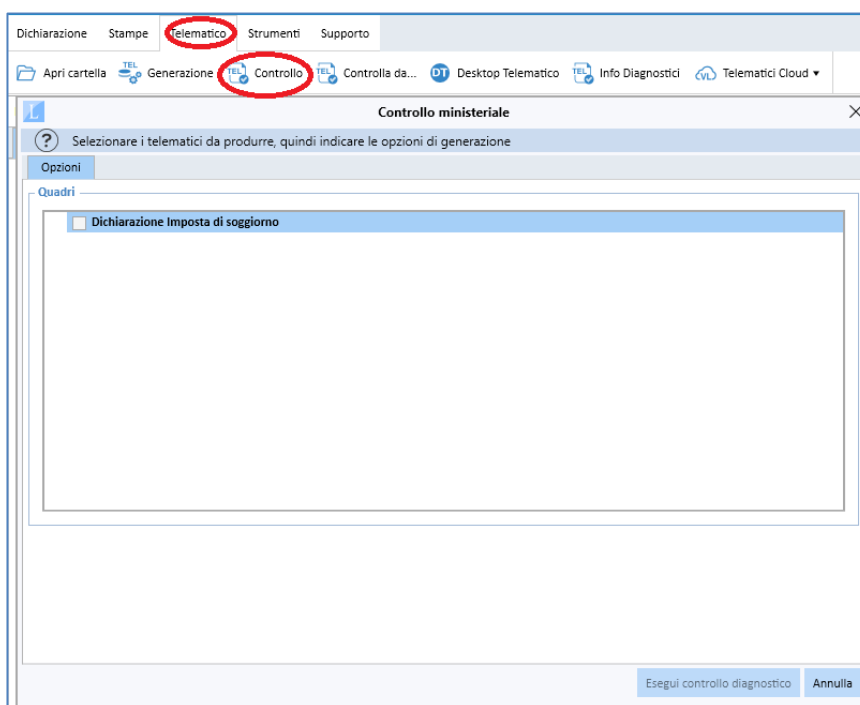 Dichiarazione Stampe Telematico Strumenti Supporto
Apri cartella TEL Generazione TEL Controllo TEL Controlla da... DT Desktop Telematico TEL Info Diagnostici VL Telematici Cloud ▾
L Controllo ministeriale
? Selezionare i telematici da produrre, quindi indicare le opzioni di generazione
Opzioni
Quadri
Dichiarazione Imposta di soggiorno
Esegui controllo diagnostico Annulla